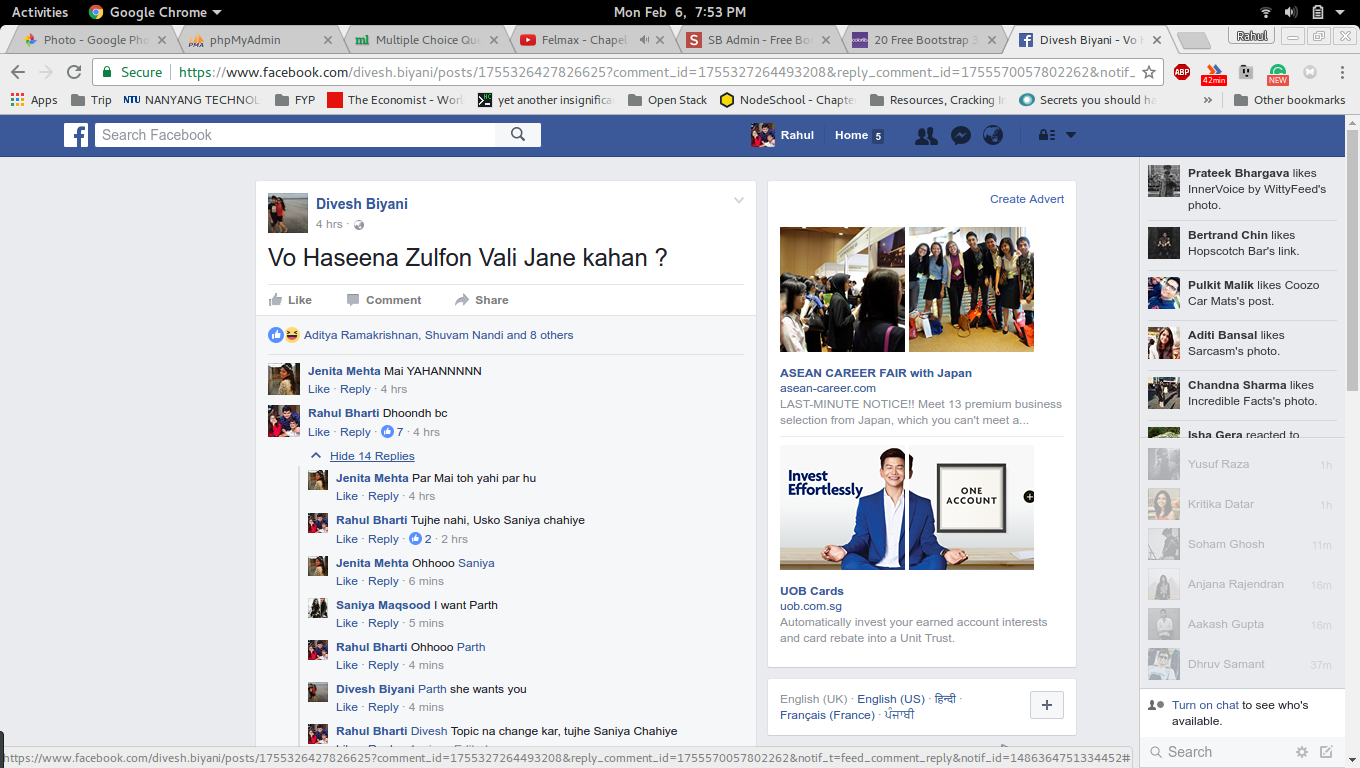 Activities Google Chrome Mon Feb 6, 7:53 PM
Photo - Google Pho phpMyAdmin Multiple Choice Que Felmax - Chapel SB Admin - Free Bo 20 Free Bootstrap 3 Divesh Biyani - Vo H Rahul
Secure https://www.facebook.com/divesh.biyani/posts/1755326427826625?comment_id=1755327264493208&reply_comment_id=1755570057802262&notif_ ABP 42min NEW
Apps Trip NTU NANYANG TECHNOL FYP The Economist - Worl yet another insignifican Open Stack NodeSchool - Chapte Resources, Cracking In Secrets you should ha » Other bookmarks
Search Facebook Rahul Home 5
Divesh Biyani
4 hrs ·
Vo Haseena Zulfon Vali Jane kahan ?
Like Comment Share
Aditya Ramakrishnan, Shuvam Nandi and 8 others
Jenita Mehta Mai YAHANNNNN
Like · Reply · 4 hrs
Rahul Bharti Dhoondh bc
Like · Reply · 7 · 4 hrs
Hide 14 Replies
Jenita Mehta Par Mai toh yahi par hu
Like · Reply · 4 hrs
Rahul Bharti Tujhe nahi, Usko Saniya chahiye
Like · Reply · 2 · 2 hrs
Jenita Mehta Ohhooo Saniya
Like · Reply · 6 mins
Saniya Maqsood I want Parth
Like · Reply · 5 mins
Rahul Bharti Ohhooo Parth
Like · Reply · 4 mins
Divesh Biyani Parth she wants you
Like · Reply · 4 mins
Rahul Bharti Divesh Topic na change kar, tujhe Saniya Chahiye
Create Advert
ASEAN CAREER FAIR with Japan
asean-career.com
LAST-MINUTE NOTICE!! Meet 13 premium business
selection from Japan, which you can't meet a...
Invest
Effortlessly
ONE
ACCOUNT
UOB Cards
uob.com.sg
Automatically invest your earned account interests
and card rebate into a Unit Trust.
English (UK) · English (US) · हिन्दी ·
Français (France) · ਪੰਜਾਬੀ
Prateek Bhargava likes
InnerVoice by WittyFeed's
photo.
Bertrand Chin likes
Hopscotch Bar's link.
Pulkit Malik likes Coozo
Car Mats's post.
Aditi Bansal likes
Sarcasm's photo.
Chandna Sharma likes
Incredible Facts's photo.
Isha Gera reacted to
Yusuf Raza 1h
Kritika Datar 1h
Soham Ghosh 11m
Anjana Rajendran 16m
Aakash Gupta 16m
Dhruv Samant 37m
Turn on chat to see who's
available.
Search
https://www.facebook.com/divesh.biyani/posts/1755326427826625?comment_id=1755327264493208&reply_comment_id=1755570057802262&notif_t=feed_comment_reply&notif_id=1486364751334452#